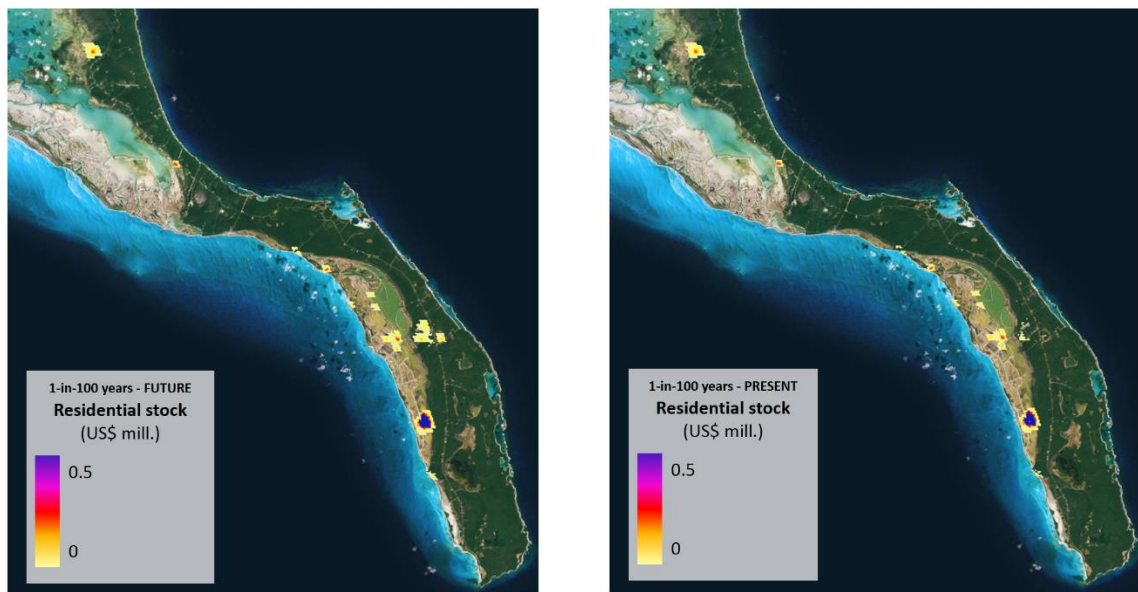 1-in-100 years - FUTURE
Residential stock
(US$ mill.)
0.5
0
1-in-100 years - PRESENT
Residential stock
(US$ mill.)
0.5
0